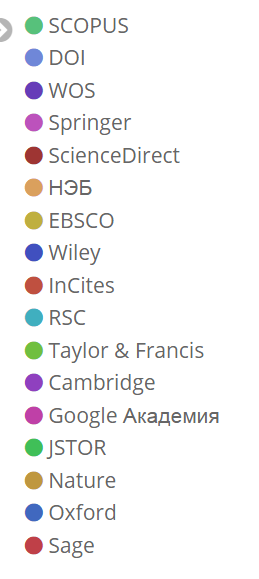 SCOPUS
DOI
WOS
Springer
ScienceDirect
НЭБ
EBSCO
Wiley
InCites
RSC
Taylor & Francis
Cambridge
Google Академия
JSTOR
Nature
Oxford
Sage